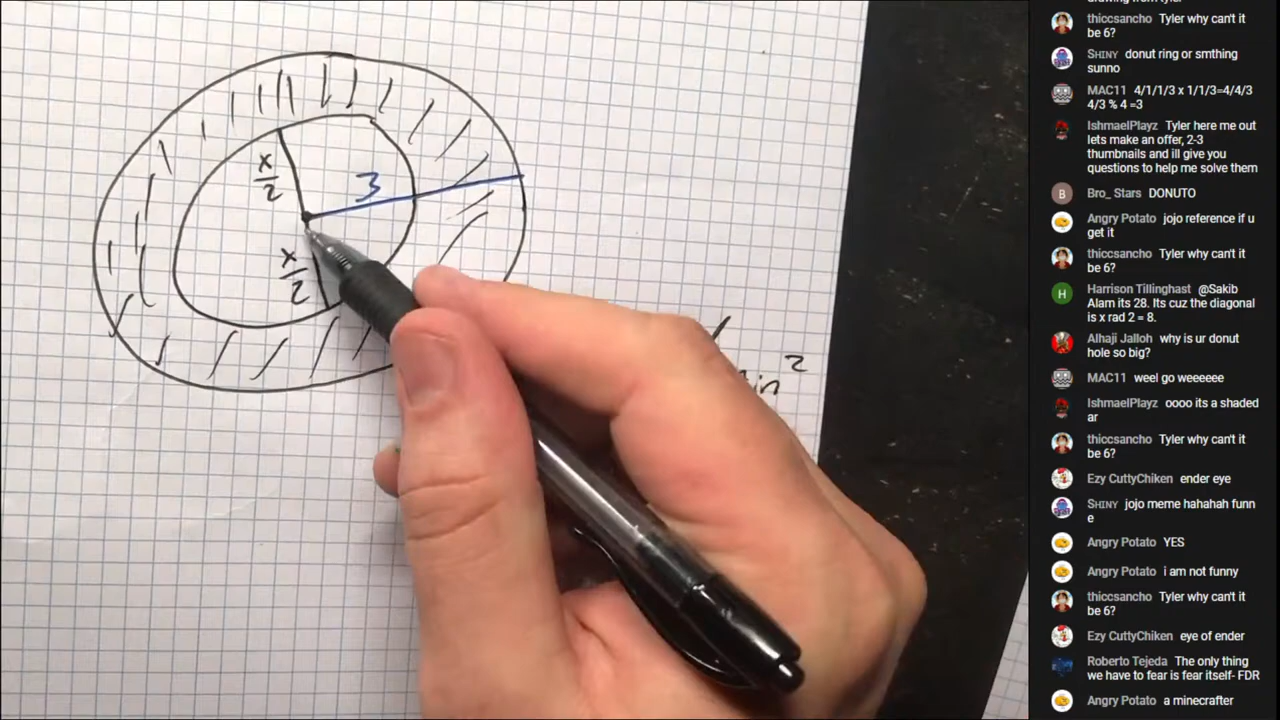 x
2
3
x
2
in²
thiccsancho Tyler why can't it
be 6?
SHINY donut ring or smthing
sunno
MAC11 4/1/1/3 x 1/1/3=4/4/3
4/3 % 4 =3
IshmaelPlayz Tyler here me out
lets make an offer, 2-3
thumbnails and ill give you
questions to help me solve them
Bro_ Stars DONUTO
Angry Potato jojo reference if u
get it
thiccsancho Tyler why can't it
be 6?
Harrison Tillinghast @Sakib
Alam its 28. Its cuz the diagonal
is x rad 2 = 8.
Alhaji Jalloh why is ur donut
hole so big?
MAC11 weel go weeeeee
IshmaelPlayz oooo its a shaded
ar
thiccsancho Tyler why can't it
be 6?
Ezy CuttyChiken ender eye
SHINY jojo meme hahahah funn
e
Angry Potato YES
Angry Potato i am not funny
thiccsancho Tyler why can't it
be 6?
Ezy CuttyChiken eye of ender
Roberto Tejeda The only thing
we have to fear is fear itself- FDR
Angry Potato a minecrafter